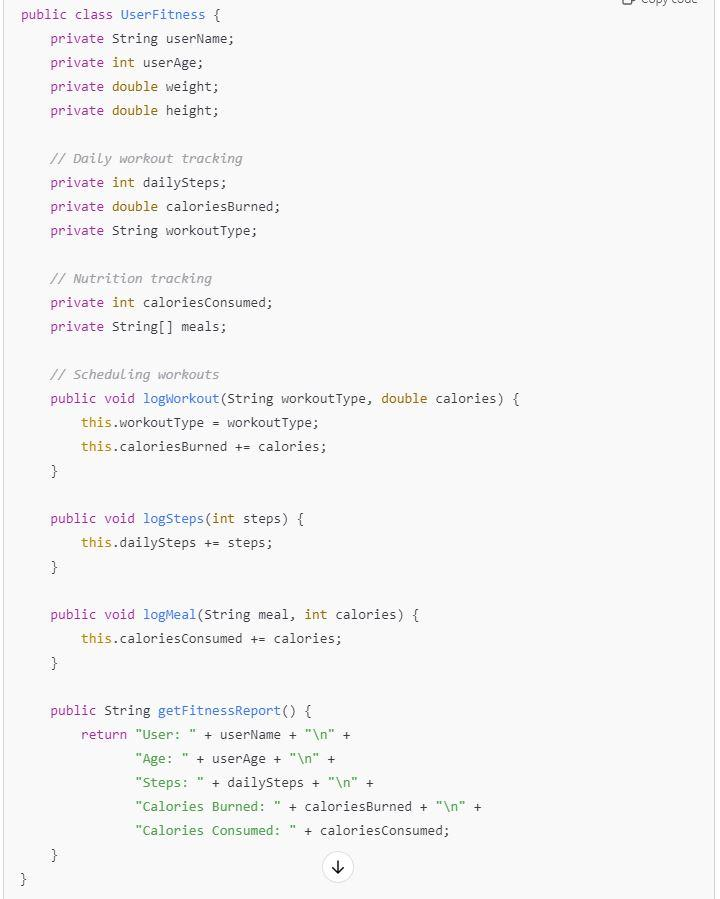 Copy code
public class UserFitness {
    private String userName;
    private int userAge;
    private double weight;
    private double height;

    // Daily workout tracking
    private int dailySteps;
    private double caloriesBurned;
    private String workoutType;

    // Nutrition tracking
    private int caloriesConsumed;
    private String[] meals;

    // Scheduling workouts
    public void logWorkout(String workoutType, double calories) {
        this.workoutType = workoutType;
        this.caloriesBurned += calories;
    }

    public void logSteps(int steps) {
        this.dailySteps += steps;
    }

    public void logMeal(String meal, int calories) {
        this.caloriesConsumed += calories;
    }

    public String getFitnessReport() {
        return "User: " + userName + "\n" +
               "Age: " + userAge + "\n" +
               "Steps: " + dailySteps + "\n" +
               "Calories Burned: " + caloriesBurned + "\n" +
               "Calories Consumed: " + caloriesConsumed;
    }
}